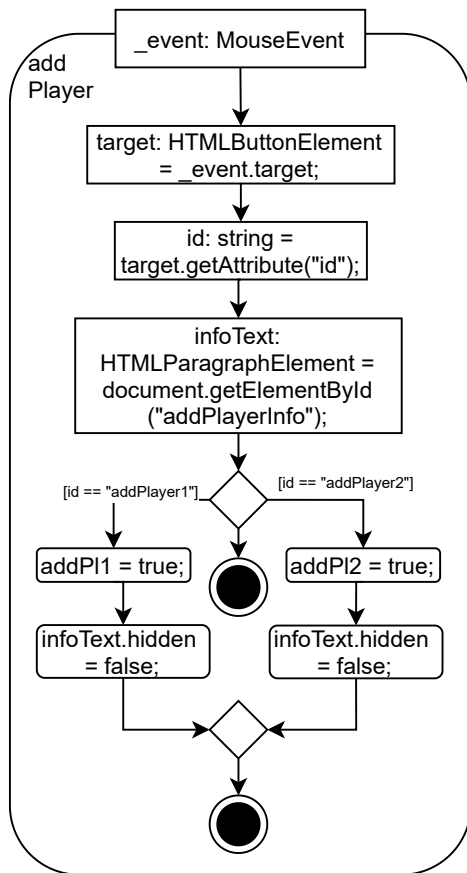 _event: MouseEvent
add
Player
target: HTMLButtonElement
= _event.target;
id: string =
target.getAttribute("id");
infoText:
HTMLParagraphElement =
document.getElementById
("addPlayerInfo");
[id == "addPlayer1"]
[id == "addPlayer2"]
addPl1 = true;
addPl2 = true;
infoText.hidden
= false;
infoText.hidden
= false;